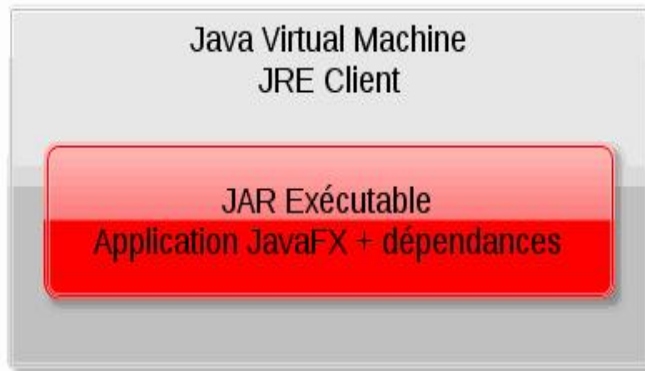 Java Virtual Machine
JRE Client
JAR Exécutable
Application JavaFX + dépendances